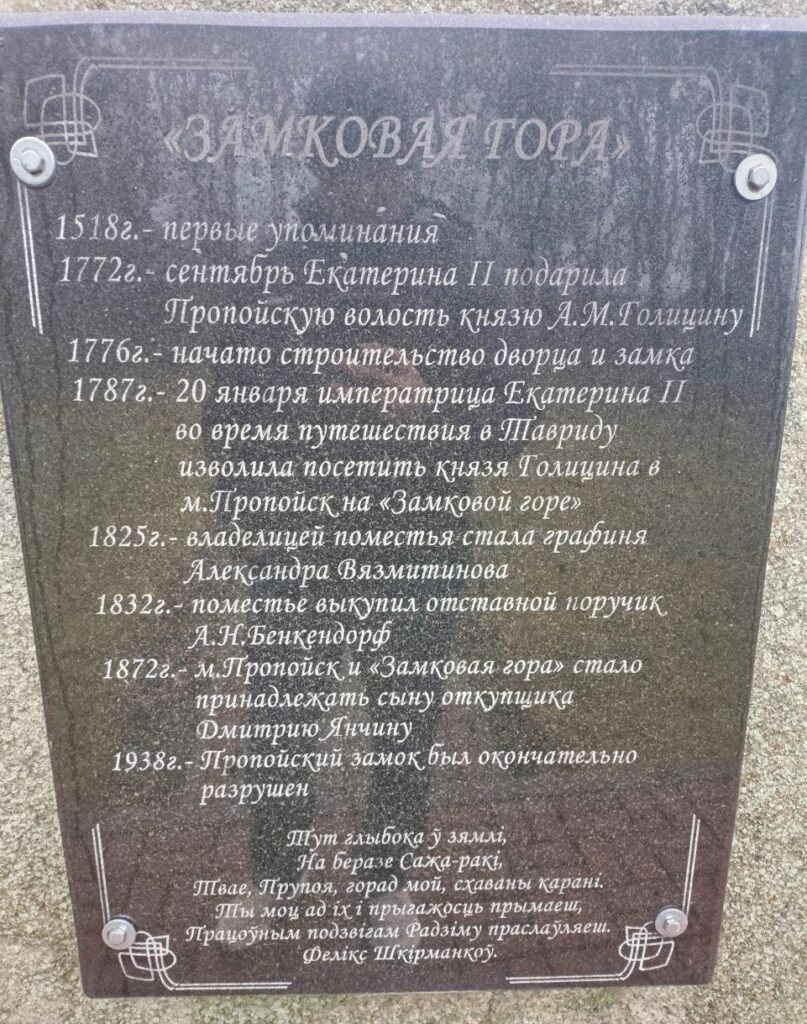 «ЗАМКОВАЯ ГОРА»
1518г.- первые упоминания
1772г.- сентябрь Екатерина II подарила
Пропойскую волость князю А.М.Голицину
1776г.- начато строительство дворца и замка
1787г.- 20 января императрица Екатерина II
во время путешествия в Тавриду
изволила посетить князя Голицина в
м.Пропойск на «Замковой горе»
1825г.- владелицей поместья стала графиня
Александра Вязмитинова
1832г.- поместье выкупил отставной поручик
А.Н.Бенкендорф
1872г.- м.Пропойск и «Замковая гора» стало
принадлежать сыну откупщика
Дмитрию Янчину
1938г.- Пропойский замок был окончательно
разрушен
Тут глыбока ў зямлі,
На беразе Сажа-ракі,
Твае, Прупоя, горад мой, схаваны карані.
Ты моц ад іх і прыгажосць прымаеш,
Працоўным подзвігам Радзіму праслаўляеш.
Фелікс Шкірманкоў.